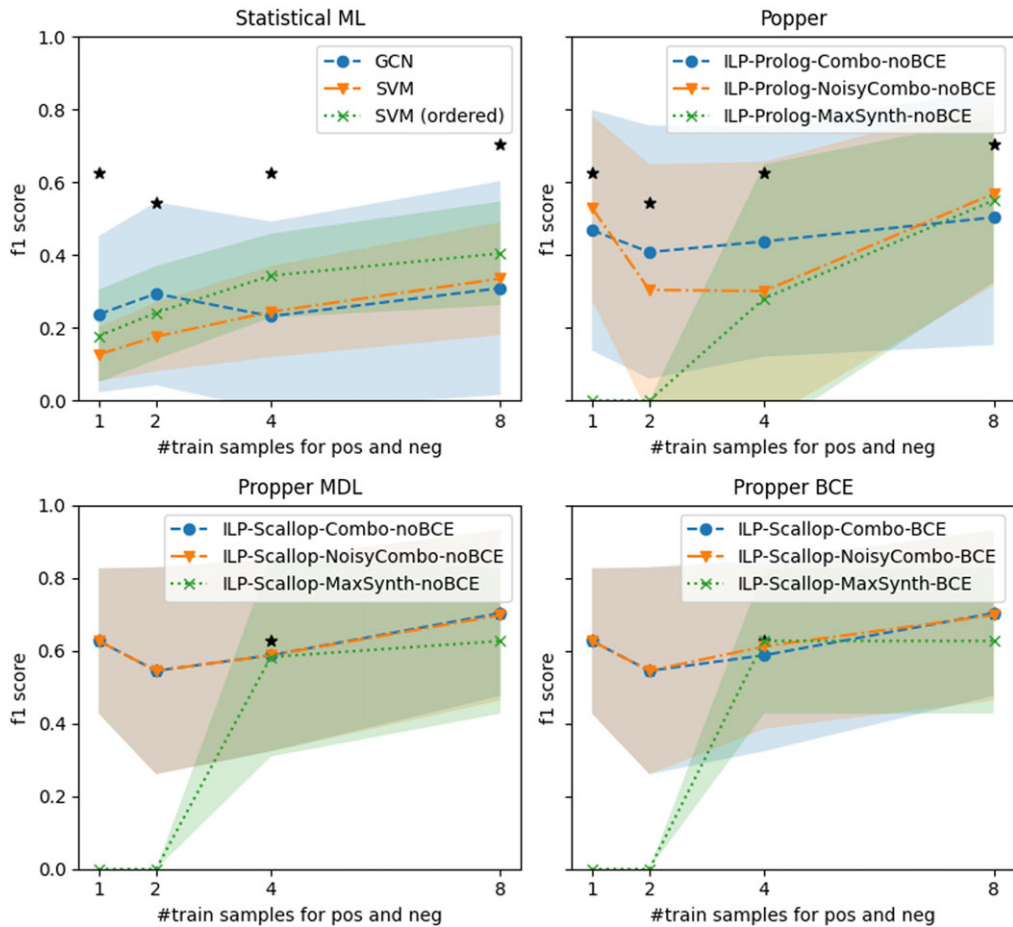 Statistical ML
1.0
0.8
0.6
0.4
0.2
0.0
f1 score
GCN
SVM
SVM (ordered)
1 2 4 8
#train samples for pos and neg
Popper
f1 score
ILP-Prolog-Combo-noBCE
ILP-Prolog-NoisyCombo-noBCE
ILP-Prolog-MaxSynth-noBCE
1 2 4 8
#train samples for pos and neg
Propper MDL
1.0
0.8
0.6
0.4
0.2
0.0
f1 score
ILP-Scallop-Combo-noBCE
ILP-Scallop-NoisyCombo-noBCE
ILP-Scallop-MaxSynth-noBCE
1 2 4 8
#train samples for pos and neg
Propper BCE
f1 score
ILP-Scallop-Combo-BCE
ILP-Scallop-NoisyCombo-BCE
ILP-Scallop-MaxSynth-BCE
1 2 4 8
#train samples for pos and neg